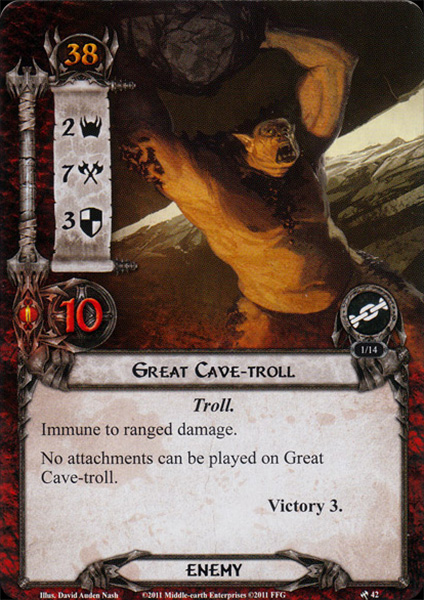 38
2
7
3
10
1/14
Great Cave-troll
Troll.
Immune to ranged damage.
No attachments can be played on Great
Cave-troll.
Victory 3.
ENEMY
Illus. David Auden Nash ©2011 Middle-earth Enterprises ©2011 FFG 42